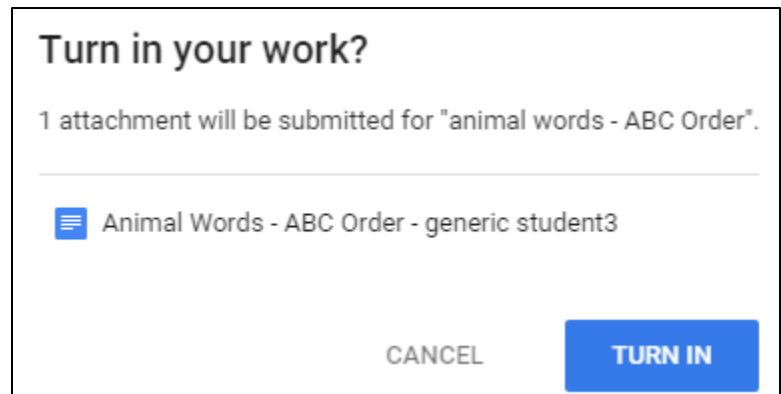 Turn in your work?
1 attachment will be submitted for "animal words - ABC Order".
Animal Words - ABC Order - generic student3
CANCEL TURN IN